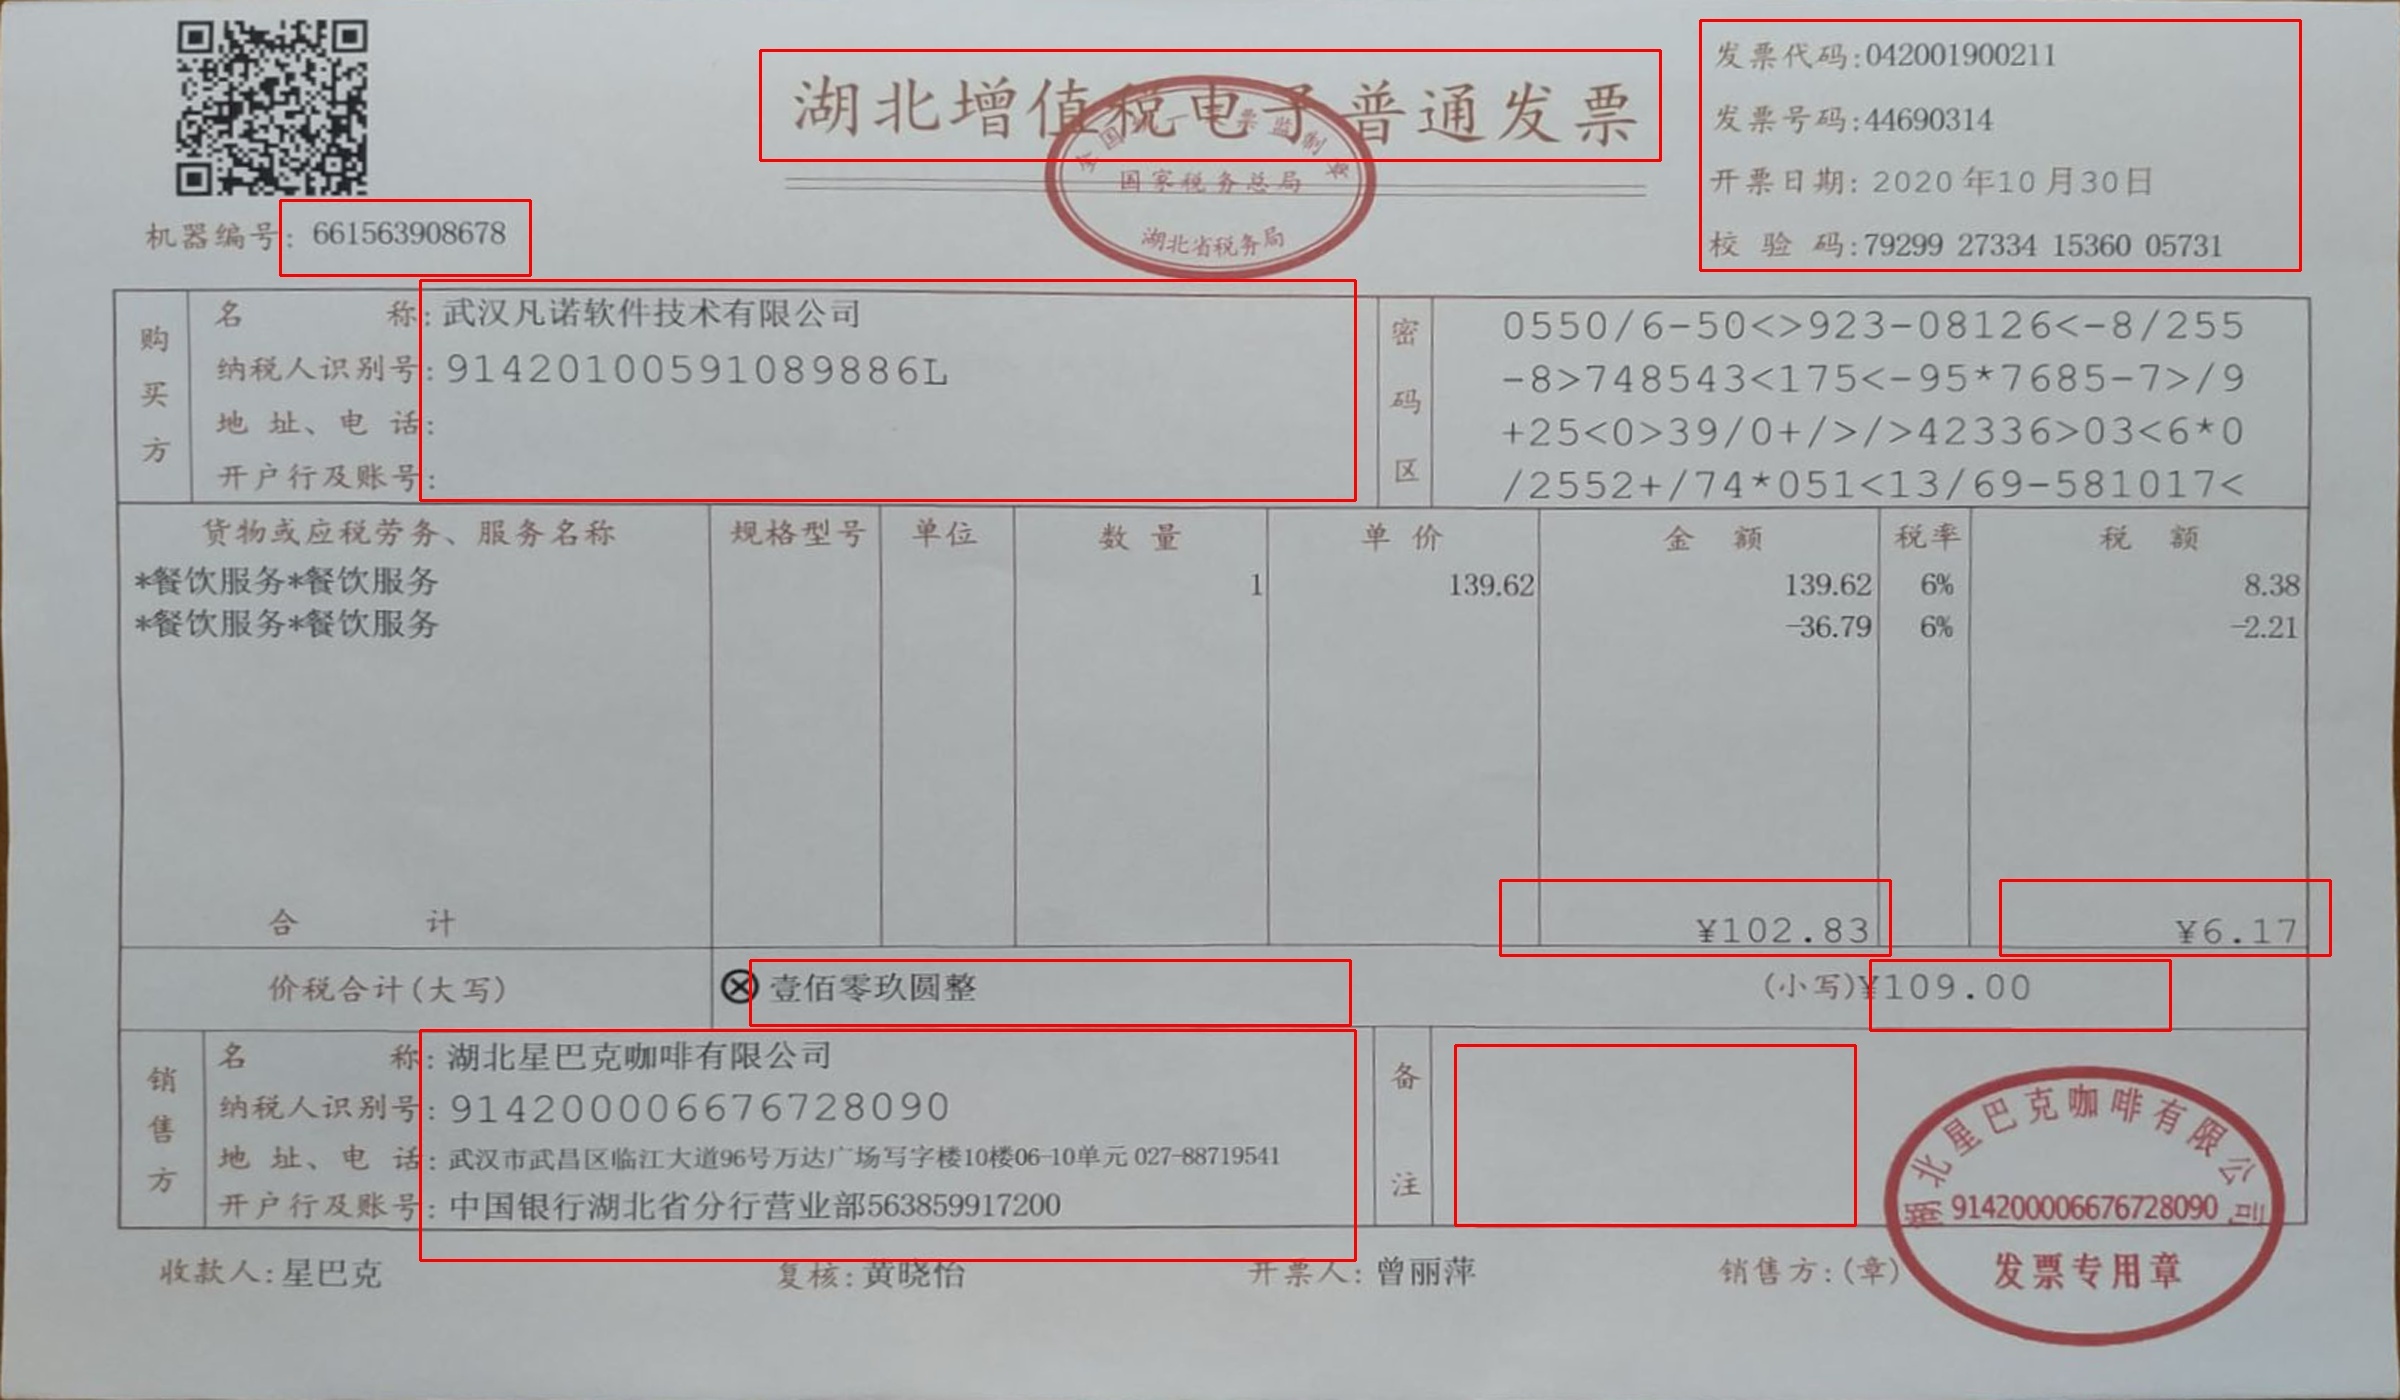 湖北增值税电子普通发票
国家税务总局
湖北省税务局
发票代码:042001900211
发票号码:44690314
开票日期: 2020 年10 月30日
校 验 码:79299 27334 15360 05731
机器编号: 661563908678
购买方
名 称: 武汉凡诺软件技术有限公司
纳税人识别号: 91420100591089886L
地 址、电 话:
开户行及账号:
密码区
0550/6-50<>923-08126<-8/255
-8>748543<175<-95*7685-7>/9
+25<0>39/0+/>/>42336>03<6*0
/2552+/74*051<13/69-581017<
货物或应税劳务、服务名称 规格型号 单位 数 量 单 价 金 额 税率 税 额
*餐饮服务*餐饮服务 1 139.62 139.62 6% 8.38
*餐饮服务*餐饮服务 -36.79 6% -2.21
合 计 ¥102.83 ¥6.17
价税合计(大写) ⊗ 壹佰零玖圆整 (小写)¥109.00
销售方
名 称: 湖北星巴克咖啡有限公司
纳税人识别号: 914200006676728090
地 址、电 话: 武汉市武昌区临江大道96号万达广场写字楼10楼06-10单元 027-88719541
开户行及账号: 中国银行湖北省分行营业部563859917200
备注
收款人: 星巴克 复核: 黄晓怡 开票人: 曾丽萍 销售方: (章)
湖北星巴克咖啡有限公司
914200006676728090
发票专用章